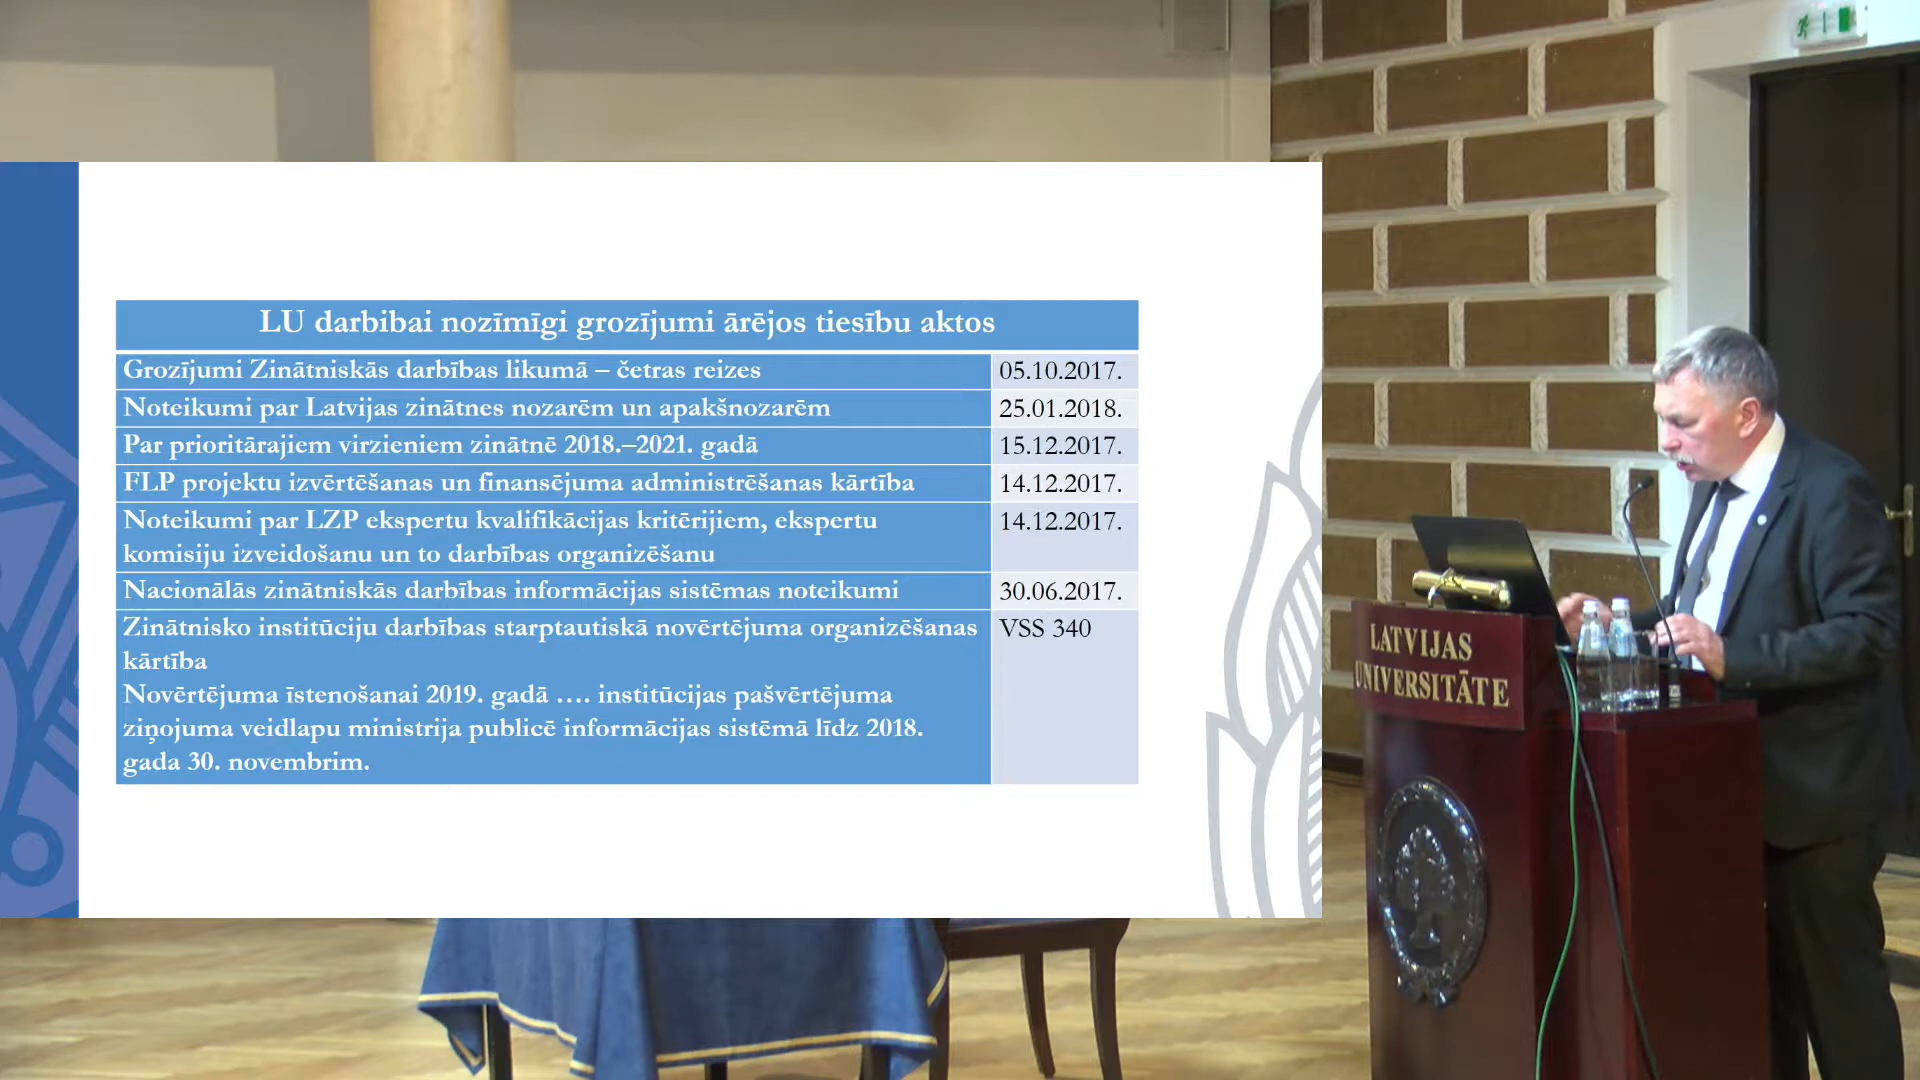 LU darbibai nozīmīgi grozījumi ārējos tiesību aktos
Grozījumi Zinātniskās darbības likumā – četras reizes 05.10.2017.
Noteikumi par Latvijas zinātnes nozarēm un apakšnozarēm 25.01.2018.
Par prioritārajiem virzieniem zinātnē 2018.–2021. gadā 15.12.2017.
FLP projektu izvērtēšanas un finansējuma administrēšanas kārtība 14.12.2017.
Noteikumi par LZP ekspertu kvalifikācijas kritērijiem, ekspertu 14.12.2017.
komisiju izveidošanu un to darbības organizēšanu
Nacionālās zinātniskās darbības informācijas sistēmas noteikumi 30.06.2017.
Zinātnisko institūciju darbības starptautiskā novērtējuma organizēšanas VSS 340
kārtība
Novērtējuma īstenošanai 2019. gadā …. institūcijas pašvērtējuma
ziņojuma veidlapu ministrija publicē informācijas sistēmā līdz 2018.
gada 30. novembrim.
LATVIJAS
UNIVERSITĀTE